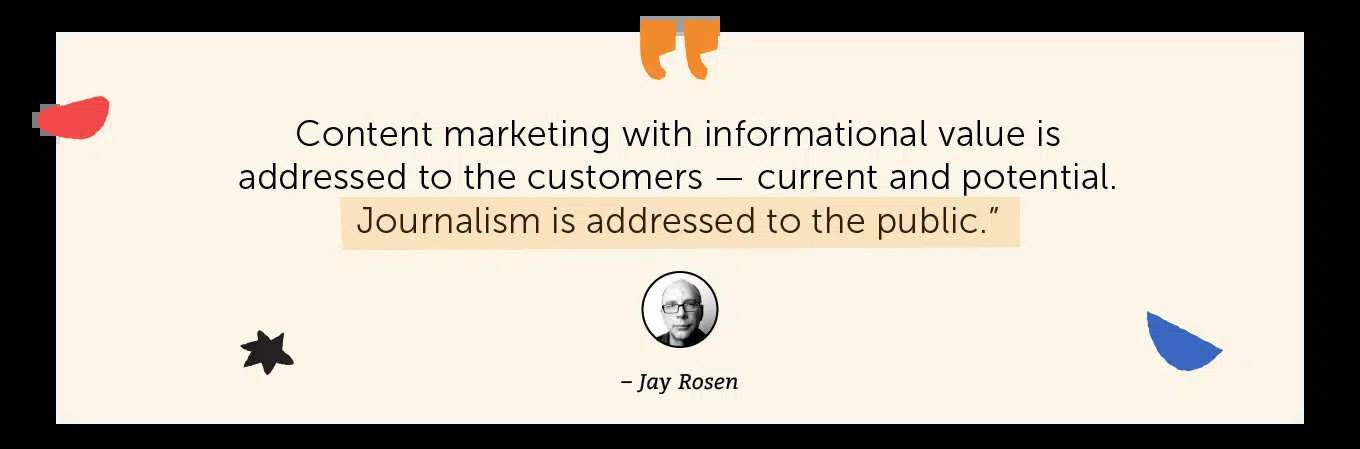 Content marketing with informational value is
addressed to the customers — current and potential.
Journalism is addressed to the public.”
– Jay Rosen